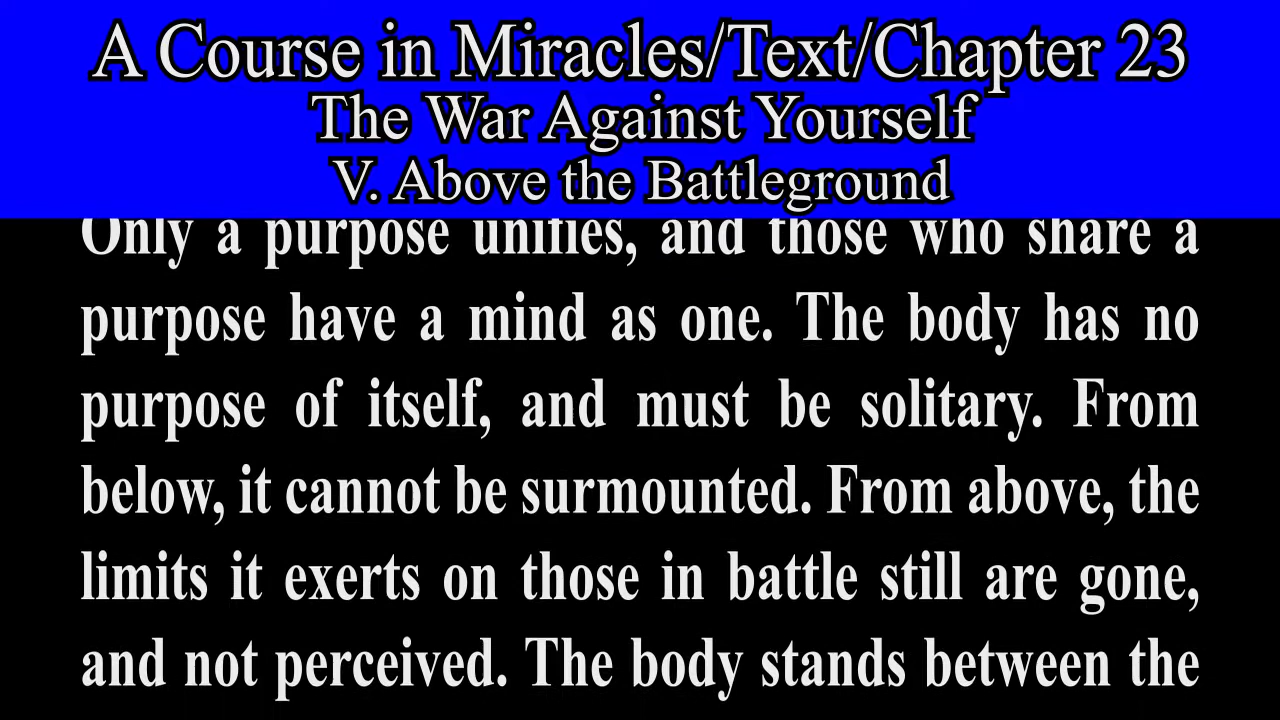 A Course in Miracles/Text/Chapter 23
The War Against Yourself
V. Above the Battleground
Only a purpose unifies, and those who share a
purpose have a mind as one. The body has no
purpose of itself, and must be solitary. From
below, it cannot be surmounted. From above, the
limits it exerts on those in battle still are gone,
and not perceived. The body stands between the